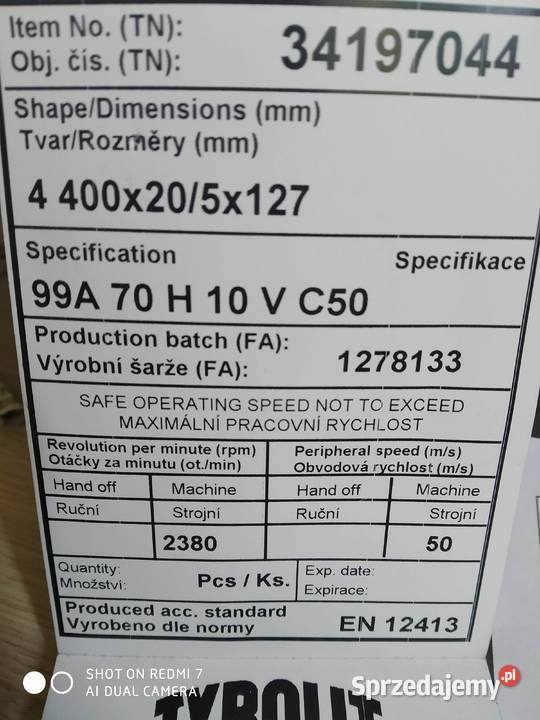 Item No. (TN):
Obj. čís. (TN):
34197044
Shape/Dimensions (mm)
Tvar/Rozměry (mm)
4 400x20/5x127
Specification Specifikace
99A 70 H 10 V C50
Production batch (FA):
Výrobní šarže (FA):
1278133
SAFE OPERATING SPEED NOT TO EXCEED
MAXIMÁLNÍ PRACOVNÍ RYCHLOST
Revolution per minute (rpm) Peripheral speed (m/s)
Otáčky za minutu (ot./min) Obvodová rychlost (m/s)
Hand off Machine Hand off Machine
Ruční Strojní Ruční Strojní
2380 50
Quantity: Exp. date:
Množství: Pcs / Ks. Expirace:
Produced acc. standard
Vyrobeno dle normy
EN 12413
SHOT ON REDMI 7
AI DUAL CAMERA
Sprzedajemy.pl
TYROLIT